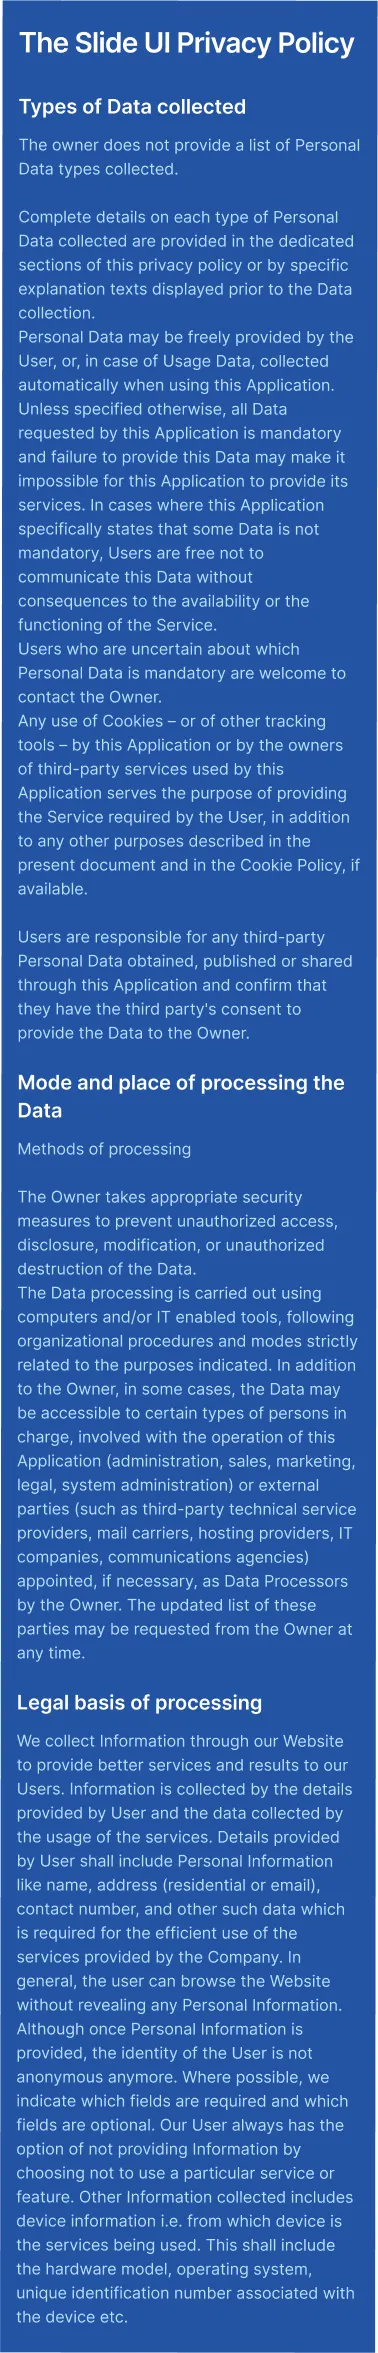 The Slide UI Privacy Policy
Types of Data collected
The owner does not provide a list of Personal
Data types collected.
Complete details on each type of Personal
Data collected are provided in the dedicated
sections of this privacy policy or by specific
explanation texts displayed prior to the Data
collection.
Personal Data may be freely provided by the
User, or, in case of Usage Data, collected
automatically when using this Application.
Unless specified otherwise, all Data
requested by this Application is mandatory
and failure to provide this Data may make it
impossible for this Application to provide its
services. In cases where this Application
specifically states that some Data is not
mandatory, Users are free not to
communicate this Data without
consequences to the availability or the
functioning of the Service.
Users who are uncertain about which
Personal Data is mandatory are welcome to
contact the Owner.
Any use of Cookies – or of other tracking
tools – by this Application or by the owners
of third-party services used by this
Application serves the purpose of providing
the Service required by the User, in addition
to any other purposes described in the
present document and in the Cookie Policy, if
available.
Users are responsible for any third-party
Personal Data obtained, published or shared
through this Application and confirm that
they have the third party's consent to
provide the Data to the Owner.
Mode and place of processing the
Data
Methods of processing
The Owner takes appropriate security
measures to prevent unauthorized access,
disclosure, modification, or unauthorized
destruction of the Data.
The Data processing is carried out using
computers and/or IT enabled tools, following
organizational procedures and modes strictly
related to the purposes indicated. In addition
to the Owner, in some cases, the Data may
be accessible to certain types of persons in
charge, involved with the operation of this
Application (administration, sales, marketing,
legal, system administration) or external
parties (such as third-party technical service
providers, mail carriers, hosting providers, IT
companies, communications agencies)
appointed, if necessary, as Data Processors
by the Owner. The updated list of these
parties may be requested from the Owner at
any time.
Legal basis of processing
We collect Information through our Website
to provide better services and results to our
Users. Information is collected by the details
provided by User and the data collected by
the usage of the services. Details provided
by User shall include Personal Information
like name, address (residential or email),
contact number, and other such data which
is required for the efficient use of the
services provided by the Company. In
general, the user can browse the Website
without revealing any Personal Information.
Although once Personal Information is
provided, the identity of the User is not
anonymous anymore. Where possible, we
indicate which fields are required and which
fields are optional. Our User always has the
option of not providing Information by
choosing not to use a particular service or
feature. Other Information collected includes
device information i.e. from which device is
the services being used. This shall include
the hardware model, operating system,
unique identification number associated with
the device etc.